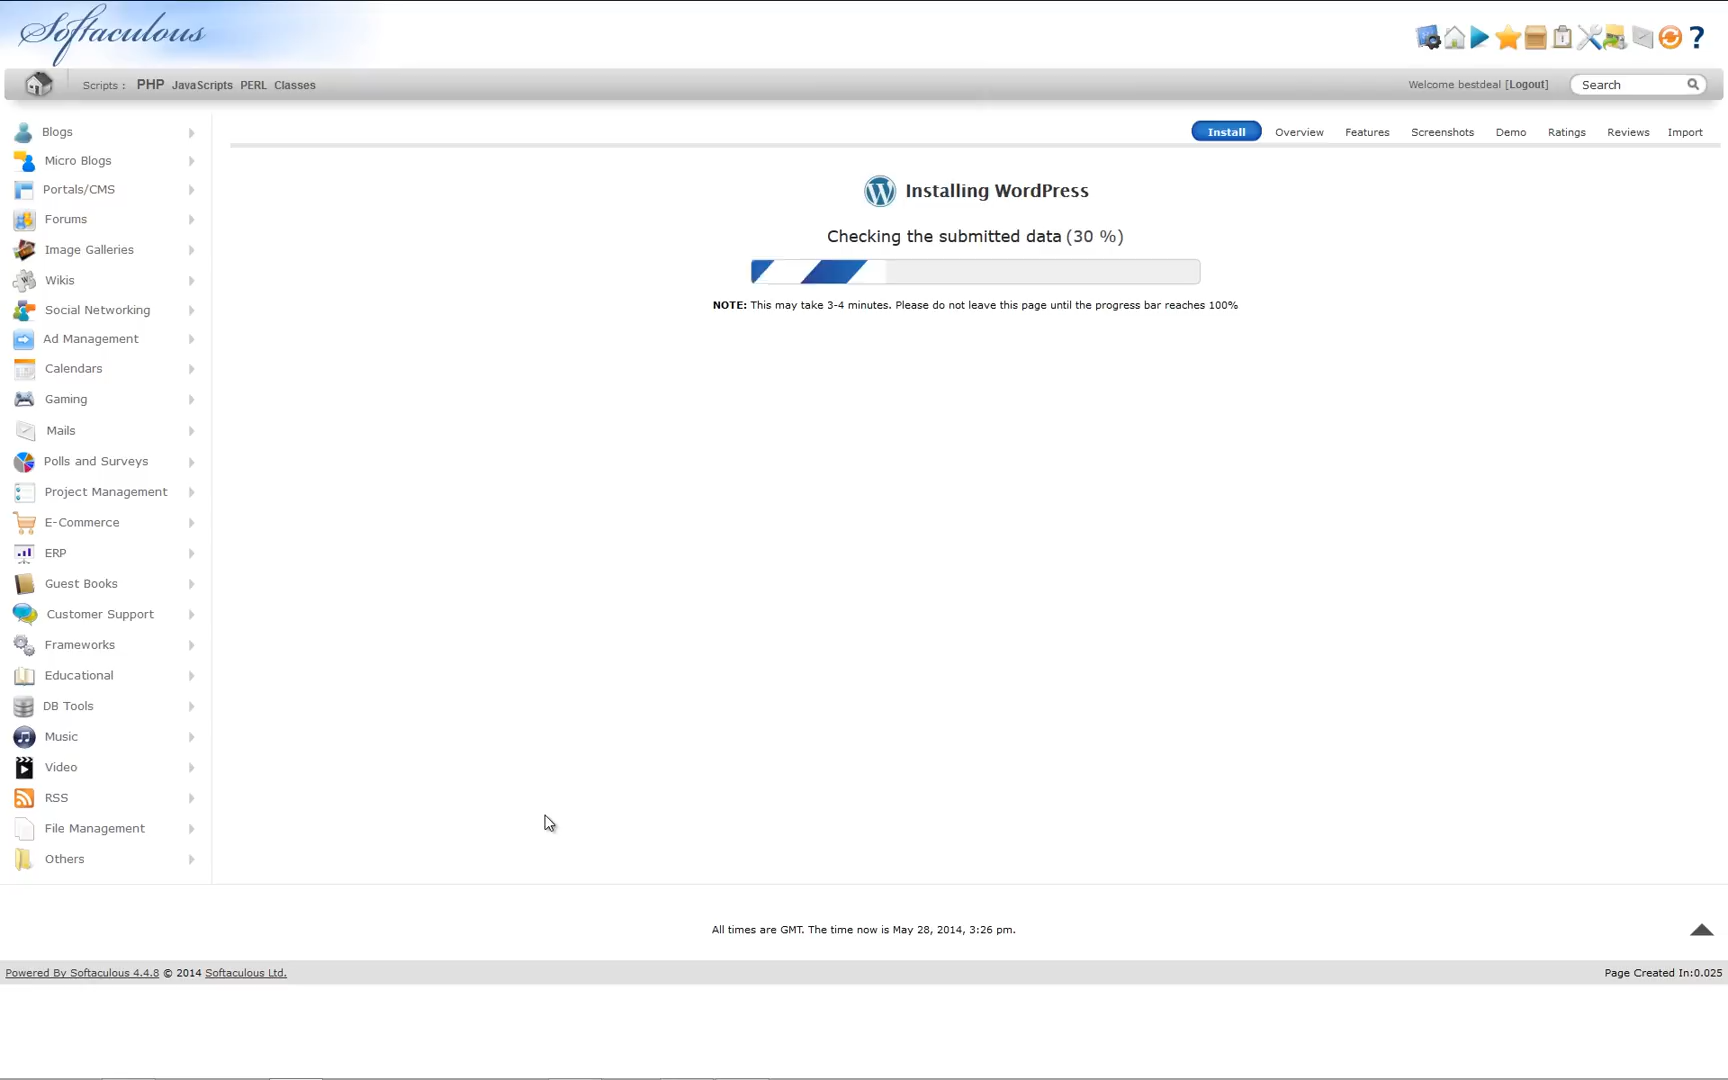 Softaculous
Scripts : PHP JavaScripts PERL Classes
Welcome bestdeal [Logout]
Search
Blogs
Micro Blogs
Portals/CMS
Forums
Image Galleries
Wikis
Social Networking
Ad Management
Calendars
Gaming
Mails
Polls and Surveys
Project Management
E-Commerce
ERP
Guest Books
Customer Support
Frameworks
Educational
DB Tools
Music
Video
RSS
File Management
Others
Install Overview Features Screenshots Demo Ratings Reviews Import
Installing WordPress
Checking the submitted data (30 %)
NOTE: This may take 3-4 minutes. Please do not leave this page until the progress bar reaches 100%
All times are GMT. The time now is May 28, 2014, 3:26 pm.
Powered By Softaculous 4.4.8 © 2014 Softaculous Ltd.
Page Created In:0.025